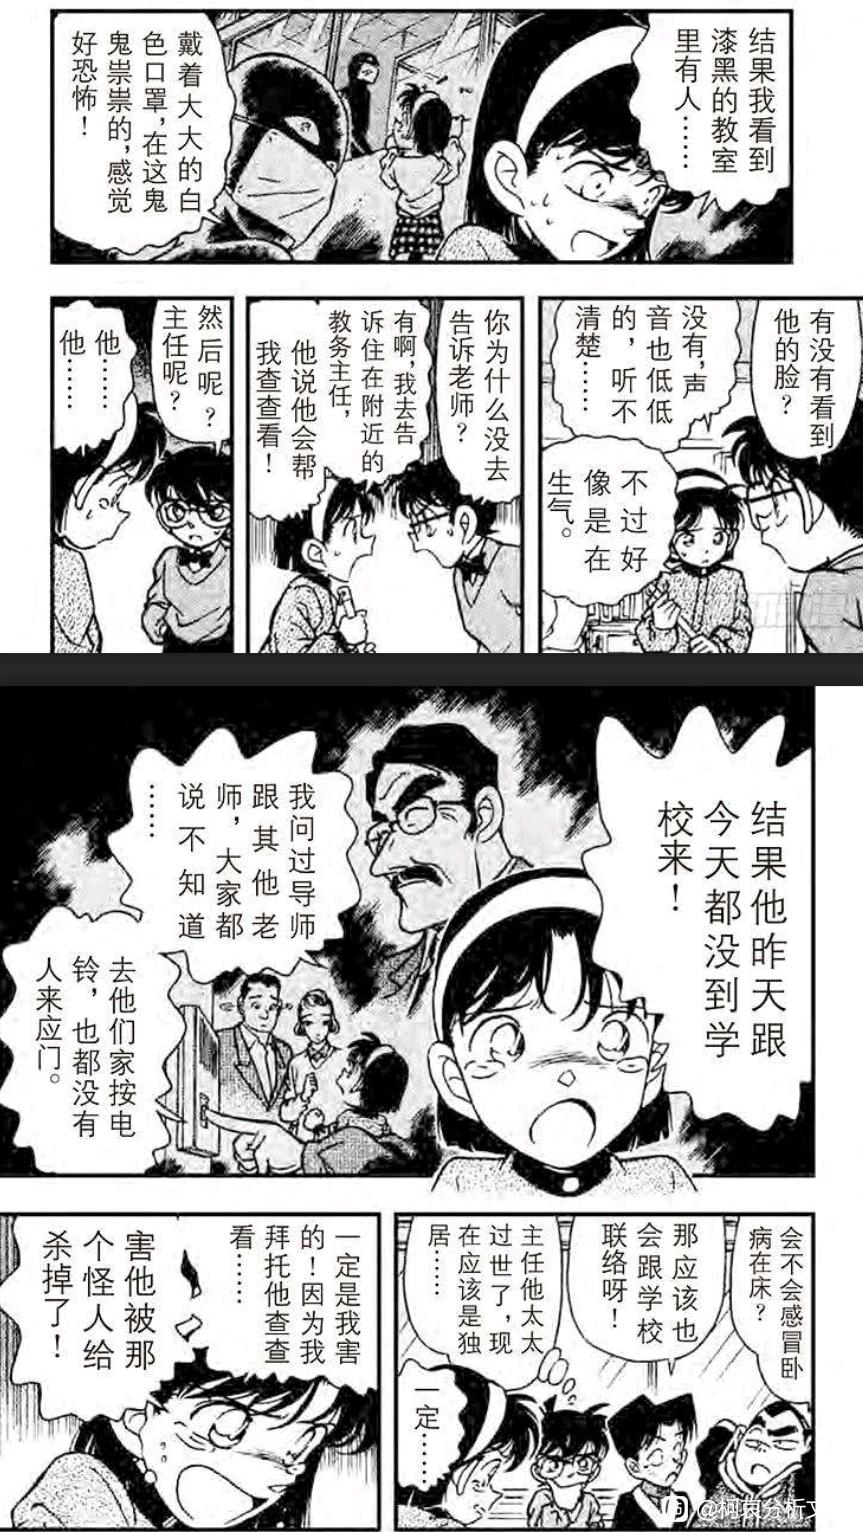 结果我看到
漆黑的教室
里有人……
戴着大大的白
色口罩,在这鬼
鬼祟祟的,感觉
好恐怖!
有没有看到
他的脸?
没有,声
音也低低
的,听不
清楚……
不过好
像是在
生气。
你为什么没去
告诉老师?
有啊,我去告
诉住在附近的
教务主任,
他说他会帮
我查查看!
然后呢?
主任呢?
他……
他……
结果他昨天跟
今天都没到学
校来!
我问过导师
跟其他老
师,大家都
说不知道
……
去他们家按电
铃,也都没有
人来应门。
会不会感冒卧
病在床?
那应该也
会跟学校
联络呀!
主任他太太
过世了,现
在应该是独
居……
一定……
一定是我害
的!因为我
拜托他查查
看……
害他被那
个怪人给
杀掉了!
@柯哀分析文